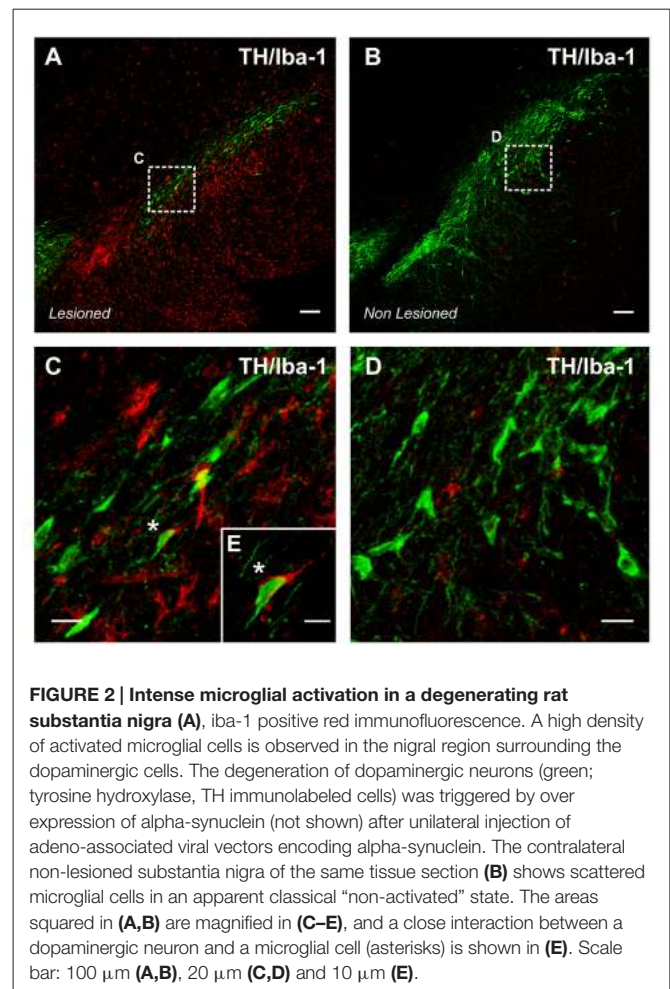 A TH/Iba-1
C
Lesioned
B TH/Iba-1
D
Non Lesioned
C TH/Iba-1
*
E
*
D TH/Iba-1
FIGURE 2 | Intense microglial activation in a degenerating rat
substantia nigra (A), iba-1 positive red immunofluorescence. A high density
of activated microglial cells is observed in the nigral region surrounding the
dopaminergic cells. The degeneration of dopaminergic neurons (green;
tyrosine hydroxylase, TH immunolabeled cells) was triggered by over
expression of alpha-synuclein (not shown) after unilateral injection of
adeno-associated viral vectors encoding alpha-synuclein. The contralateral
non-lesioned substantia nigra of the same tissue section (B) shows scattered
microglial cells in an apparent classical “non-activated” state. The areas
squared in (A,B) are magnified in (C–E), and a close interaction between a
dopaminergic neuron and a microglial cell (asterisks) is shown in (E). Scale
bar: 100 μm (A,B), 20 μm (C,D) and 10 μm (E).